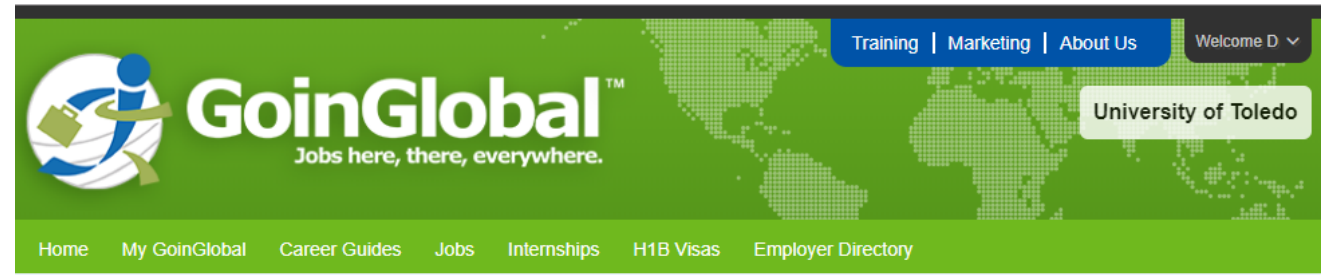 Training | Marketing | About Us
Welcome D
GoinGlobal™
Jobs here, there, everywhere.
University of Toledo
Home My GoinGlobal Career Guides Jobs Internships H1B Visas Employer Directory